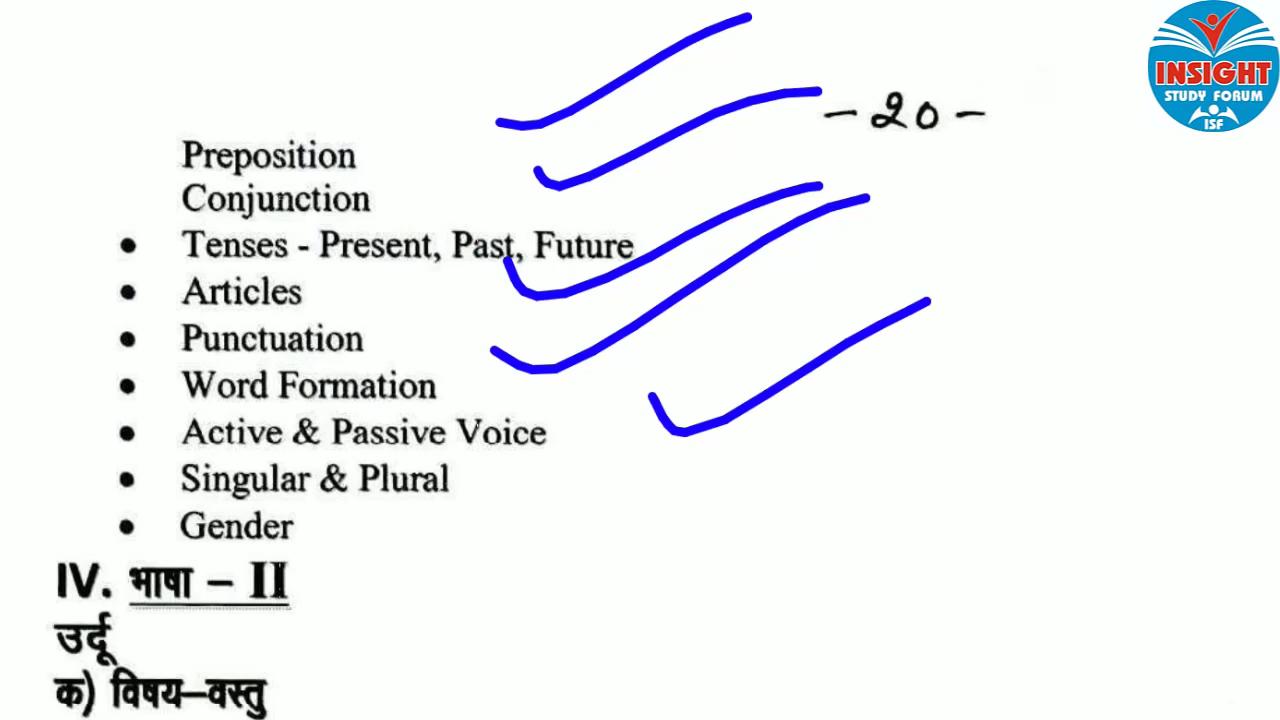 INSIGHT
STUDY FORUM
ISF
- 20 -
Preposition
Conjunction
• Tenses - Present, Past, Future
• Articles
• Punctuation
• Word Formation
• Active & Passive Voice
• Singular & Plural
• Gender
IV. भाषा – II
उर्दू
क) विषय–वस्तु